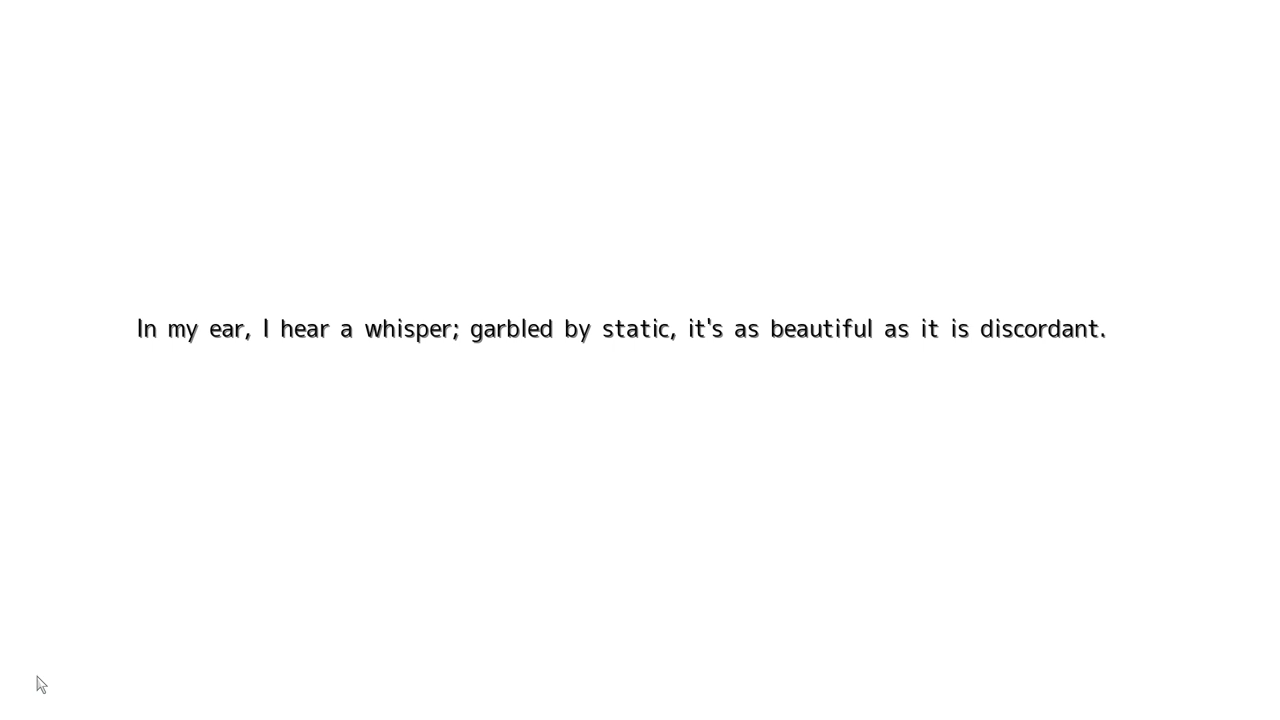 In my ear, I hear a whisper; garbled by static, it's as beautiful as it is discordant.